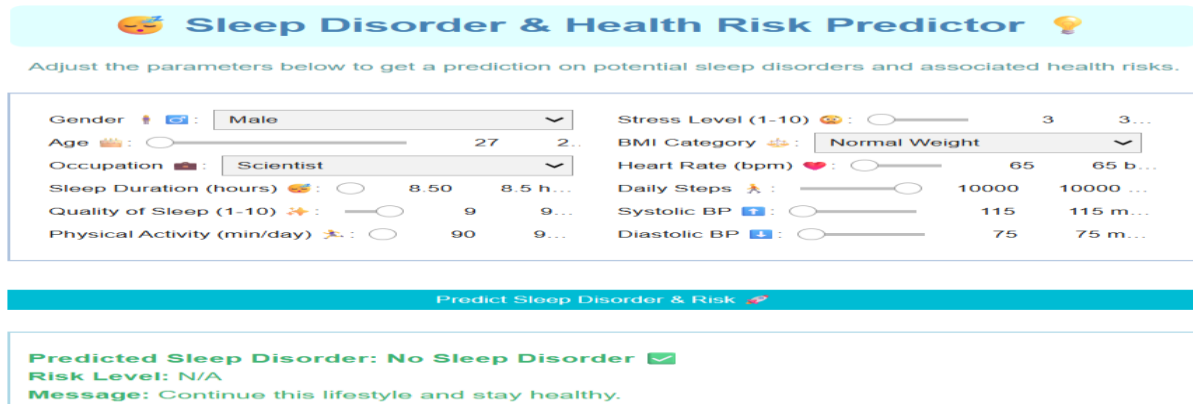 Sleep Disorder & Health Risk Predictor
Adjust the parameters below to get a prediction on potential sleep disorders and associated health risks.
Gender : Male
Age : 27 2..
Occupation : Scientist
Sleep Duration (hours) : 8.50 8.5 h...
Quality of Sleep (1-10) : 9 9...
Physical Activity (min/day) : 90 9...
Stress Level (1-10) : 3 3...
BMI Category : Normal Weight
Heart Rate (bpm) : 65 65 b...
Daily Steps : 10000 10000 ...
Systolic BP : 115 115 m...
Diastolic BP : 75 75 m...
Predict Sleep Disorder & Risk
Predicted Sleep Disorder: No Sleep Disorder
Risk Level: N/A
Message: Continue this lifestyle and stay healthy.